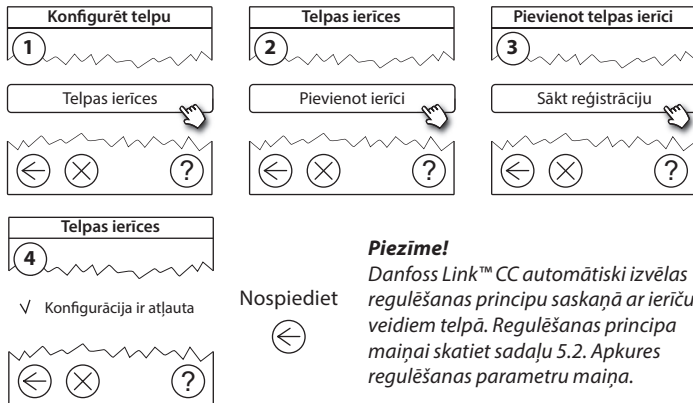 Konfigurēt telpu
1
Telpas ierīces
?
Telpas ierīces
2
Pievienot ierīci
?
Pievienot telpas ierīci
3
Sākt reģistrāciju
?
Telpas ierīces
4
√ Konfigurācija ir atļauta
?
Nospiediet
Piezīme!
Danfoss Link™ CC automātiski izvēlas
regulēšanas principu saskaņā ar ierīču
veidiem telpā. Regulēšanas principa
maiņai skatiet sadaļu 5.2. Apkures
regulēšanas parametru maiņa.